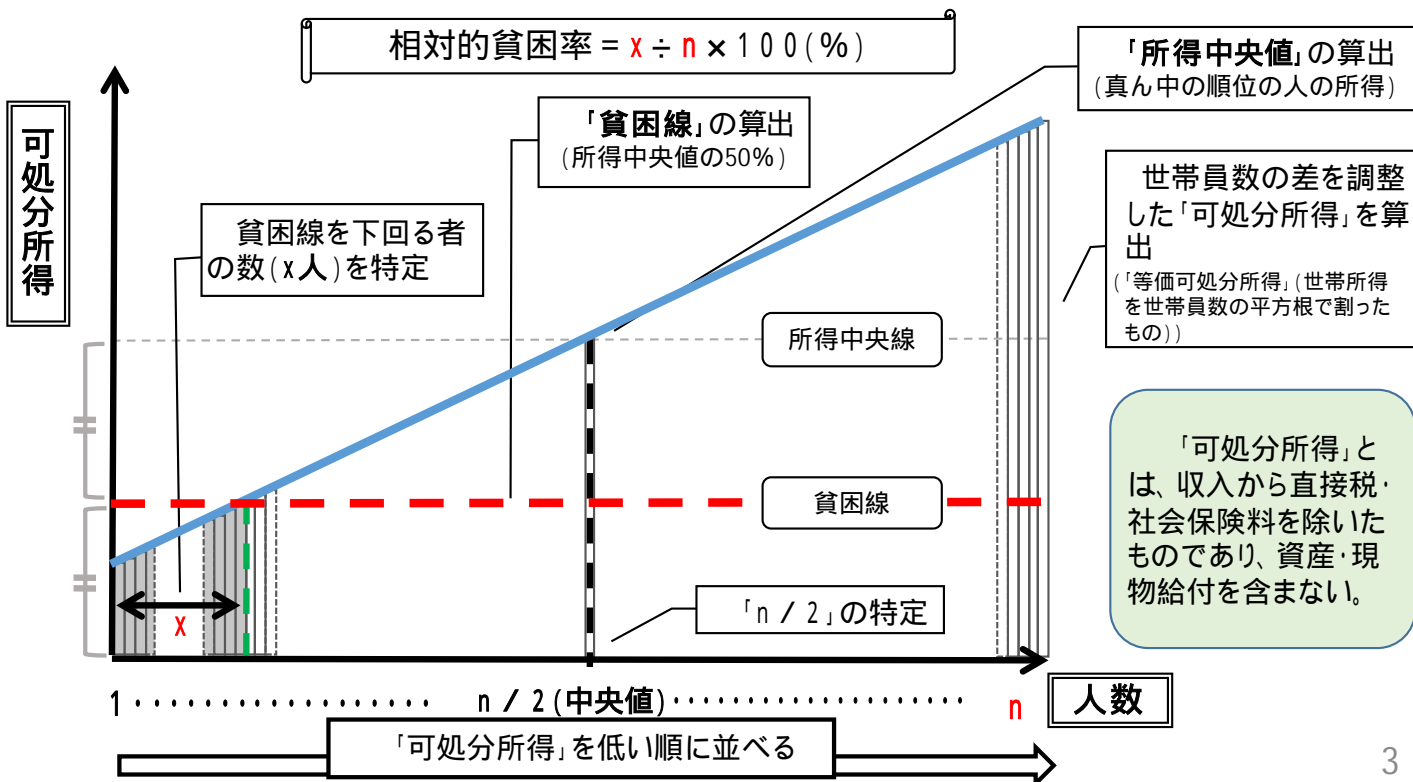 相対的貧困率 = x ÷ n × 100(%)
「所得中央値」の算出
(真ん中の順位の人の所得)
可処分所得
「貧困線」の算出
(所得中央値の50%)
世帯員数の差を調整
した「可処分所得」を算
出
(「等価可処分所得」(世帯所得
を世帯員数の平方根で割った
もの))
貧困線を下回る者
の数(x人)を特定
所得中央線
貧困線
「可処分所得」と
は、収入から直接税・
社会保険料を除いた
ものであり、資産・現
物給付を含まない。
x
「n / 2」の特定
1 ・・・・・・・・・・・・・・・・・・ n / 2 (中央値)・・・・・・・・・・・・・・・・・・ n
人数
「可処分所得」を低い順に並べる
3